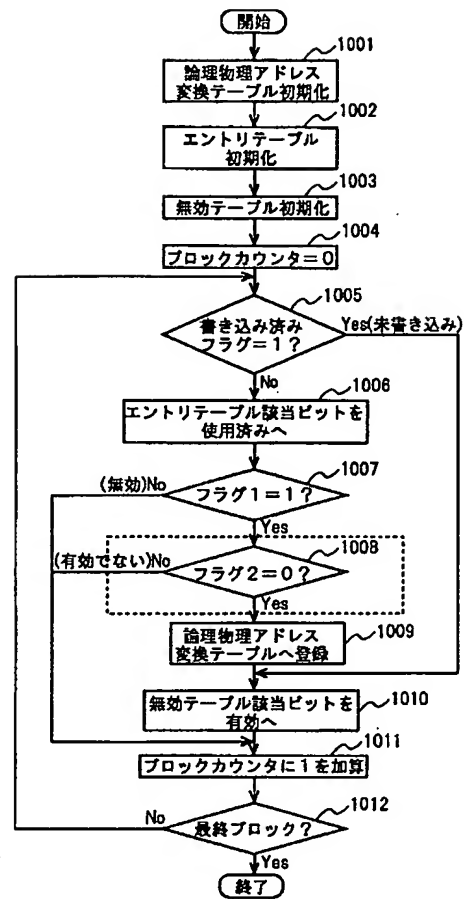 開始
1001
論理物理アドレス
変換テーブル初期化
1002
エントリテーブル
初期化
1003
無効テーブル初期化
1004
ブロックカウンタ=0
1005
書き込み済み
フラグ=1?
Yes(未書き込み)
No
1006
エントリテーブル該当ビットを
使用済みへ
1007
(無効)No
フラグ1=1?
Yes
1008
(有効でない)No
フラグ2=0?
Yes
1009
論理物理アドレス
変換テーブルへ登録
1010
無効テーブル該当ビットを
有効へ
1011
ブロックカウンタに1を加算
1012
No
最終ブロック?
Yes
終了